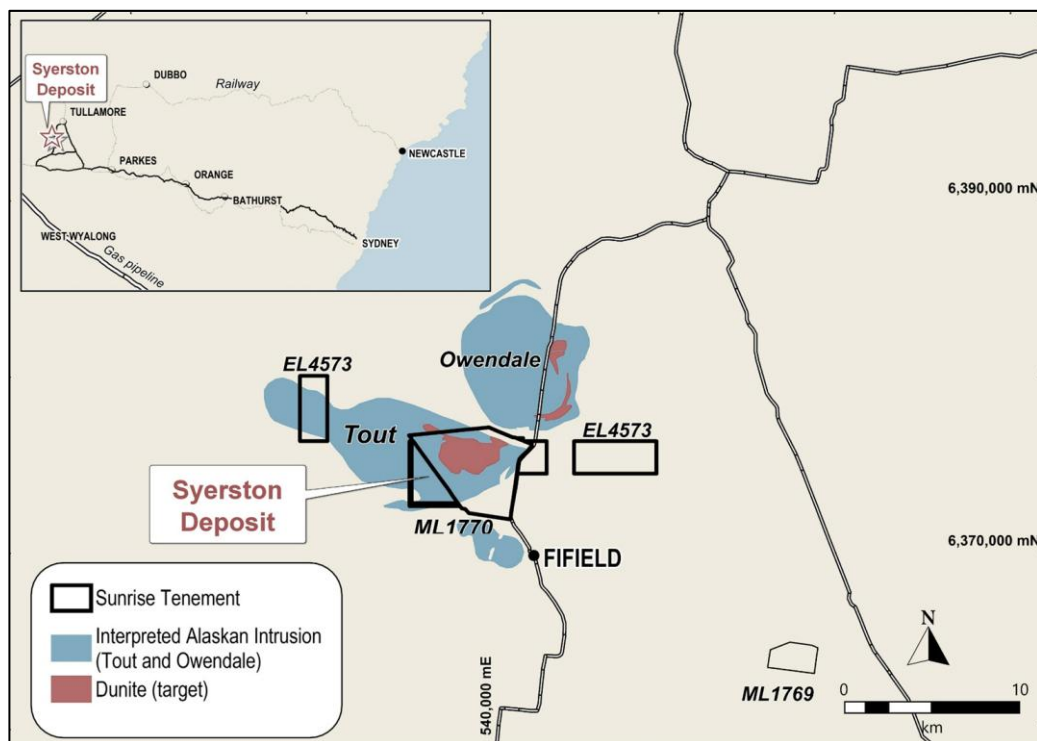 Syerston
Deposit
DUBBO
Railway
TULLAMORE
NEWCASTLE
PARKES
ORANGE
BATHURST
WEST-WYALONG
SYDNEY
Gas pipeline
6,390,000 mN
Owendale
EL4573
Tout
EL4573
Syerston
Deposit
ML1770
6,370,000 mN
FIFIELD
Sunrise Tenement
Interpreted Alaskan Intrusion
(Tout and Owendale)
Dunite (target)
540,000 mE
ML1769
N
0 10
km